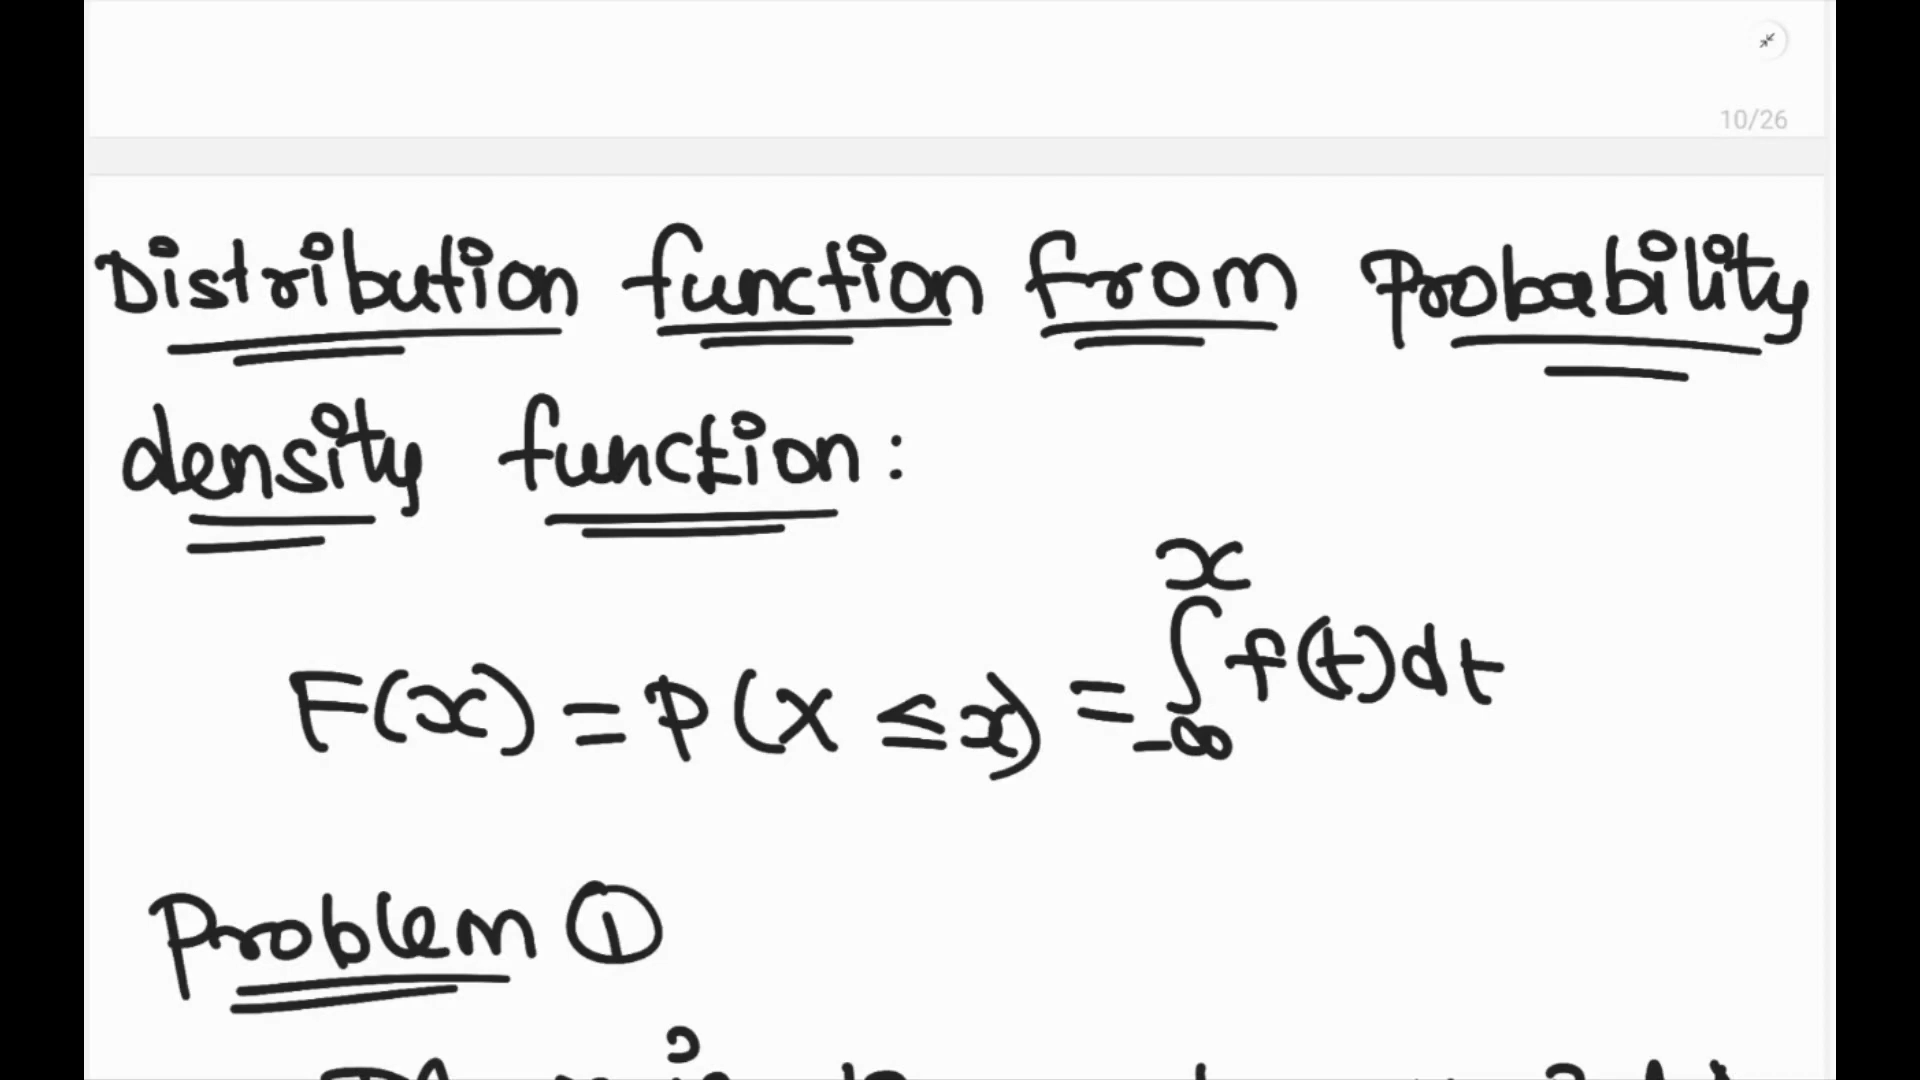 10/26
Distribution function from Probability
density function:
F(x) = P(X ≤ x) = ∫_{-∞}^{x} f(t) dt
Problem ①